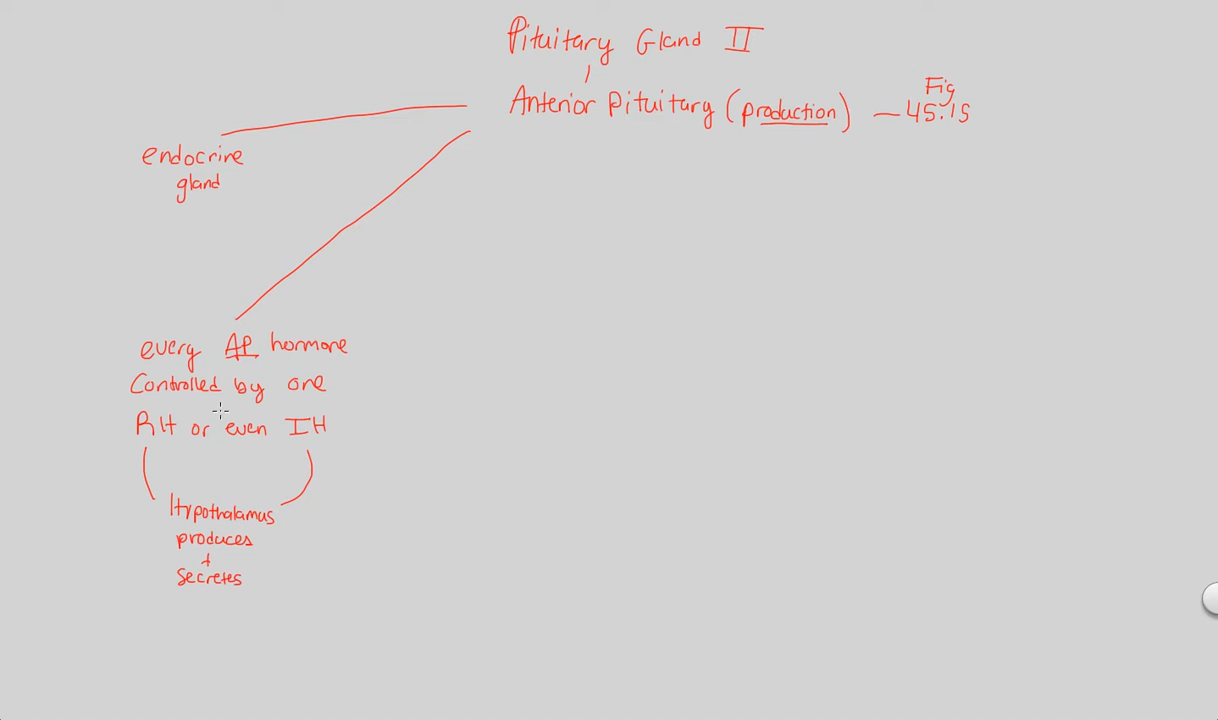 Pituitary Gland II
Anterior Pituitary (production) — Fig 45.15
endocrine
gland
every AP hormone
Controlled by one
RH or even IH
Hypothalamus
produces
+
Secretes